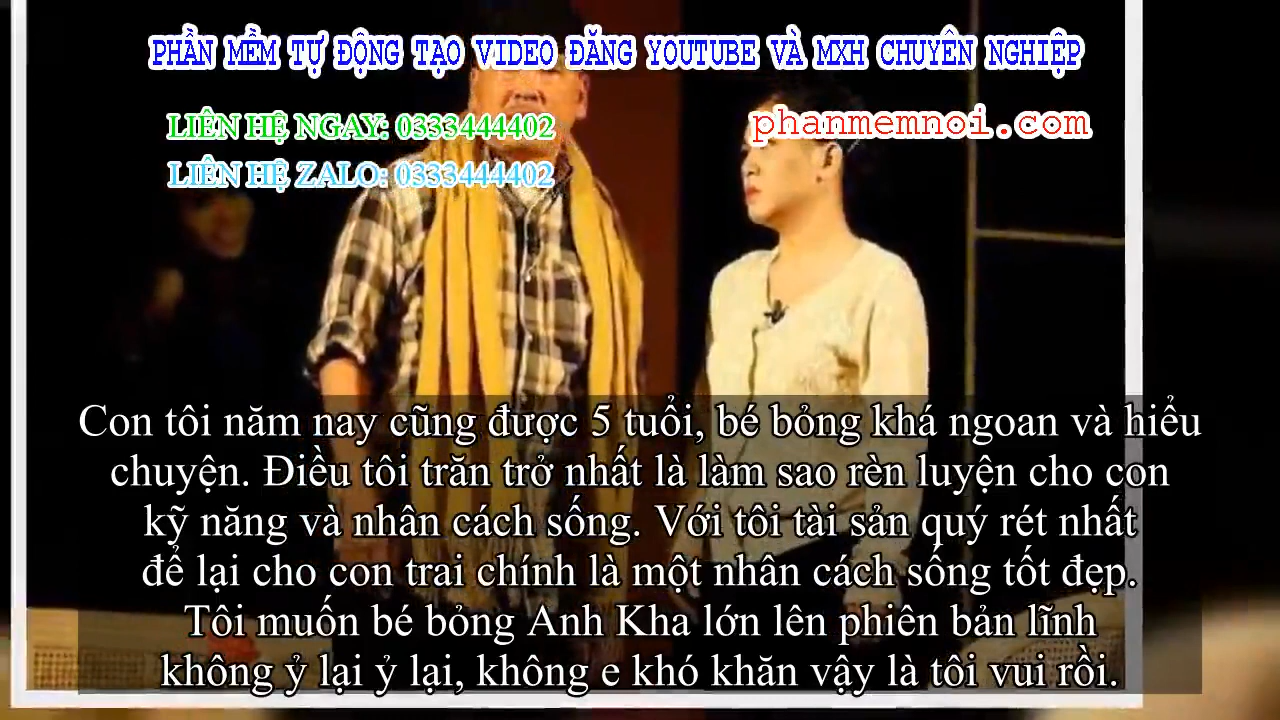 PHẦN MỀM TỰ ĐỘNG TẠO VIDEO ĐĂNG YOUTUBE VÀ MXH CHUYÊN NGHIỆP
LIÊN HỆ NGAY: 0333444402
phanmemnoi.com
LIÊN HỆ ZALO: 0333444402
Con tôi năm nay cũng được 5 tuổi, bé bỏng khá ngoan và hiểu
chuyện. Điều tôi trăn trở nhất là làm sao rèn luyện cho con
kỹ năng và nhân cách sống. Với tôi tài sản quý rét nhất
để lại cho con trai chính là một nhân cách sống tốt đẹp.
Tôi muốn bé bỏng Anh Kha lớn lên phiên bản lĩnh
không ỷ lại ỷ lại, không e khó khăn vậy là tôi vui rồi.